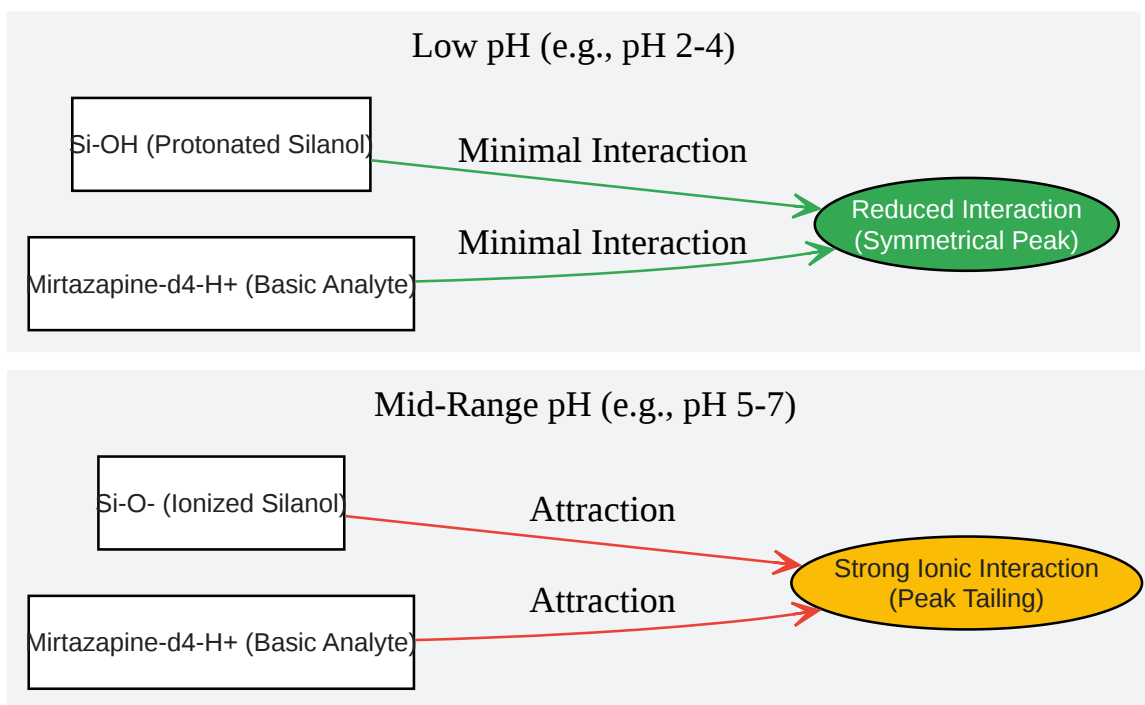 Low pH (e.g., pH 2-4)
Si-OH (Protonated Silanol)
Minimal Interaction
Mirtazapine-d4-H+ (Basic Analyte)
Minimal Interaction
Reduced Interaction
(Symmetrical Peak)
Mid-Range pH (e.g., pH 5-7)
Si-O- (Ionized Silanol)
Attraction
Mirtazapine-d4-H+ (Basic Analyte)
Attraction
Strong Ionic Interaction
(Peak Tailing)